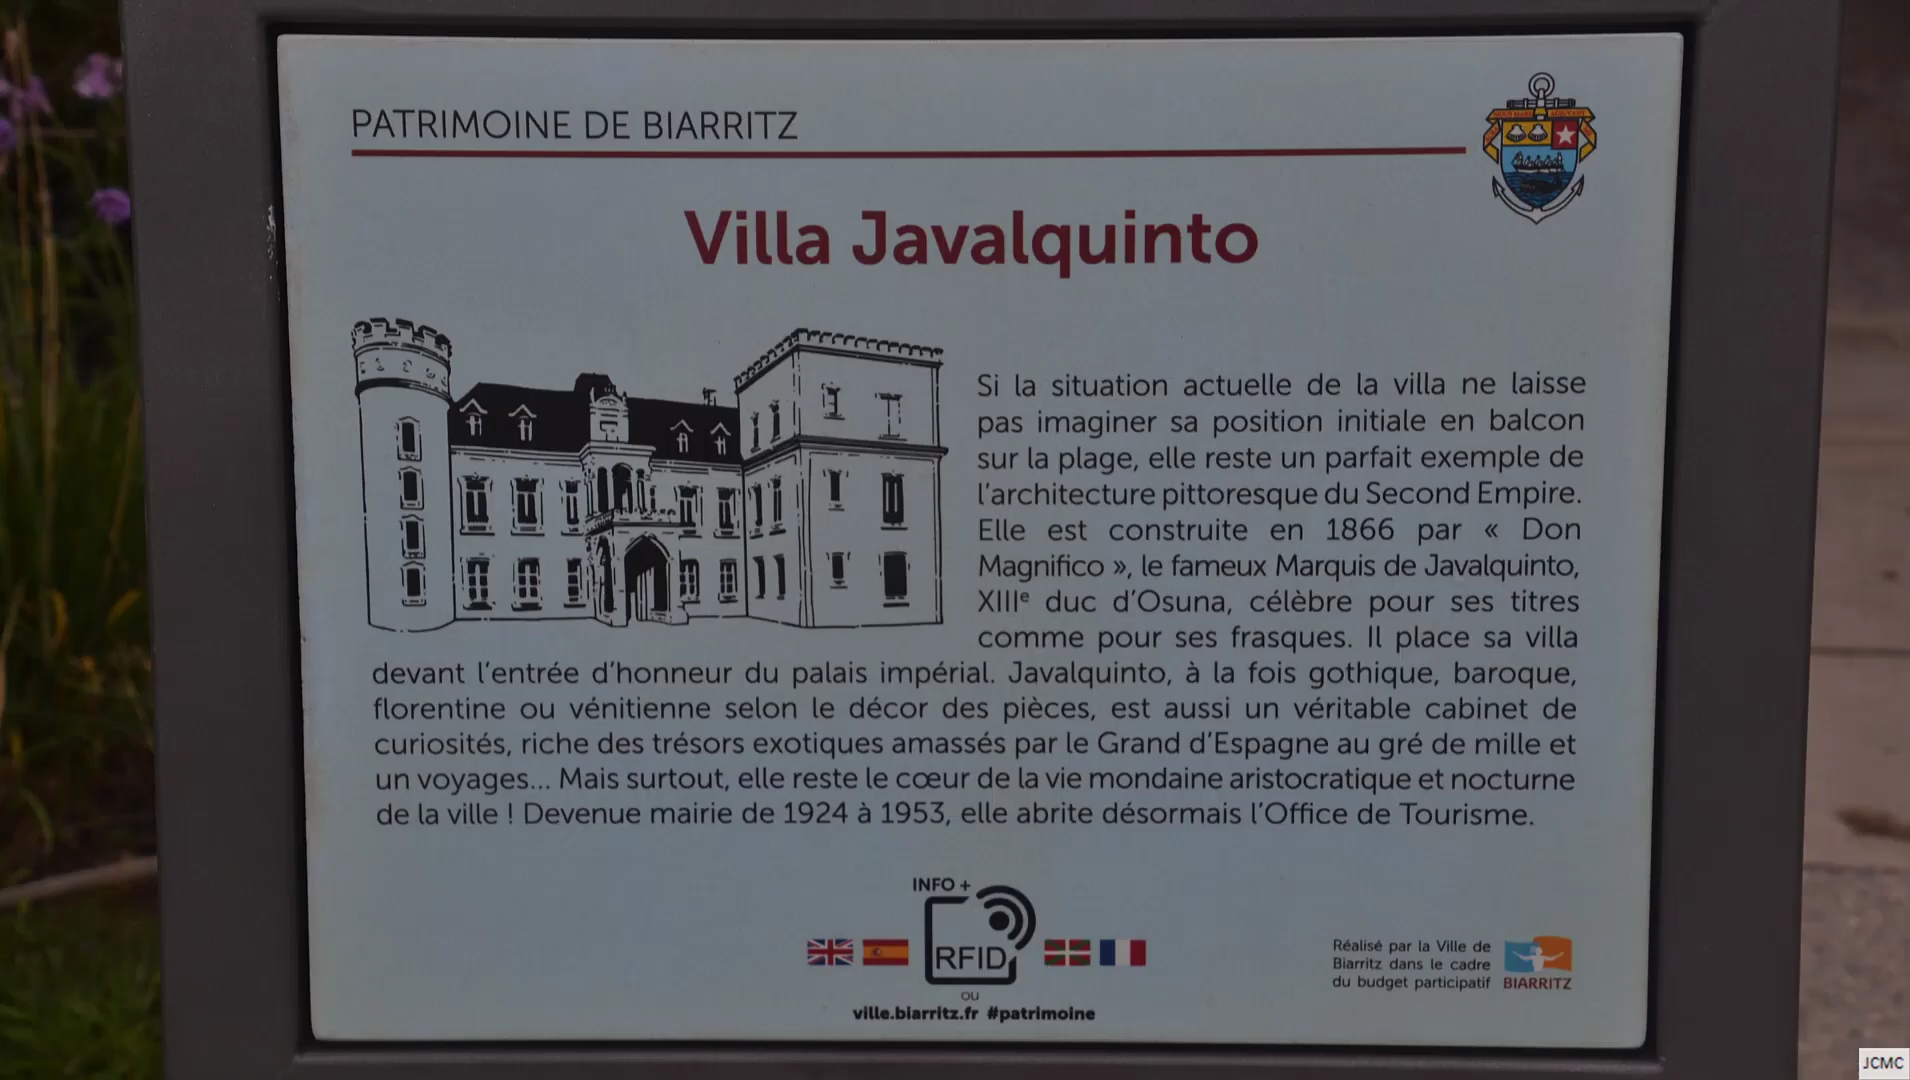 PATRIMOINE DE BIARRITZ
Villa Javalquinto
Si la situation actuelle de la villa ne laisse
pas imaginer sa position initiale en balcon
sur la plage, elle reste un parfait exemple de
l'architecture pittoresque du Second Empire.
Elle est construite en 1866 par « Don
Magnifico », le fameux Marquis de Javalquinto,
XIIIᵉ duc d'Osuna, célèbre pour ses titres
comme pour ses frasques. Il place sa villa
devant l'entrée d'honneur du palais impérial. Javalquinto, à la fois gothique, baroque,
florentine ou vénitienne selon le décor des pièces, est aussi un véritable cabinet de
curiosités, riche des trésors exotiques amassés par le Grand d'Espagne au gré de mille et
un voyages... Mais surtout, elle reste le cœur de la vie mondaine aristocratique et nocturne
de la ville ! Devenue mairie de 1924 à 1953, elle abrite désormais l'Office de Tourisme.
INFO +
RFID
ou
ville.biarritz.fr #patrimoine
Réalisé par la Ville de
Biarritz dans le cadre
du budget participatif
BIARRITZ
JCMC